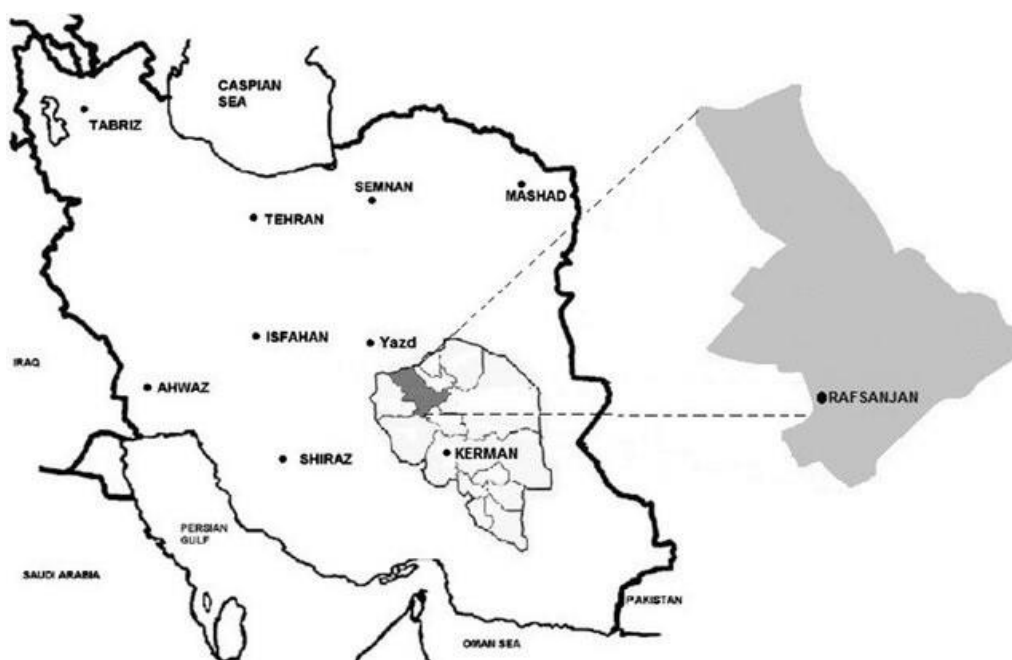 CASPIAN
SEA
TABRIZ
SEMNAN
MASHAD
TEHRAN
ISFAHAN
Yazd
IRAQ
AHWAZ
RAFSANJAN
SHIRAZ
KERMAN
PERSIAN
GULF
SAUDI ARABIA
PAKISTAN
OMAN SEA